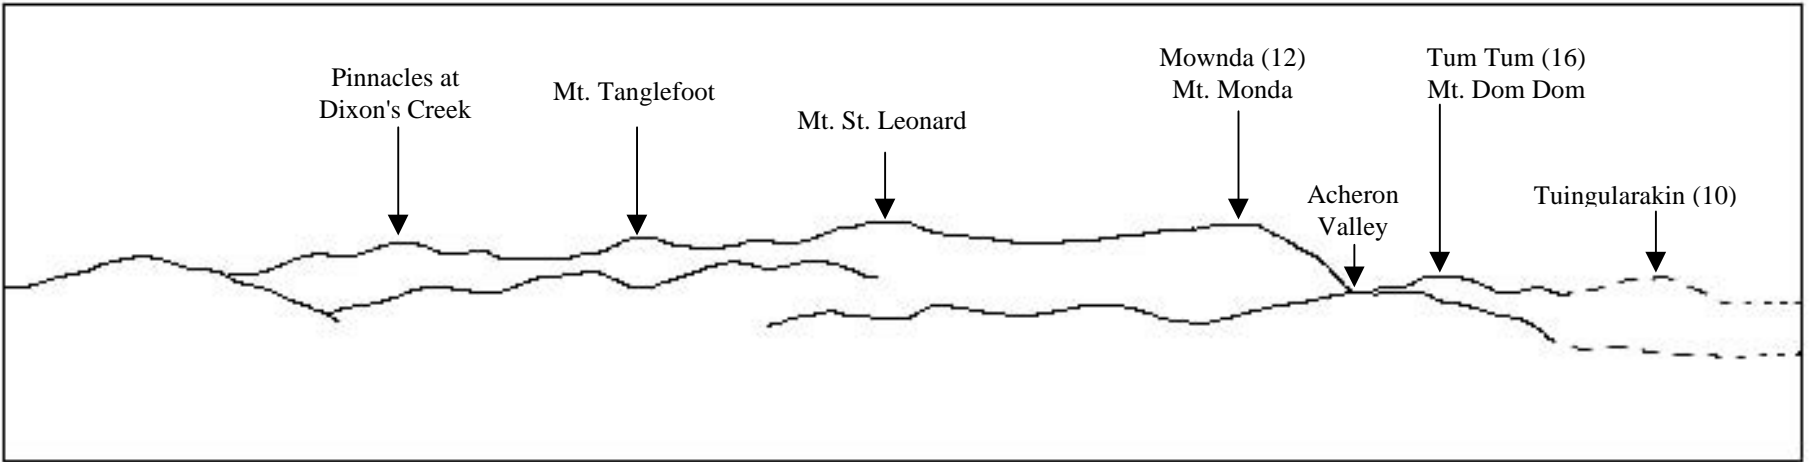 Pinnacles at
Dixon's Creek
Mt. Tanglefoot
Mt. St. Leonard
Mownda (12)
Mt. Monda
Acheron
Valley
Tum Tum (16)
Mt. Dom Dom
Tuingularakin (10)